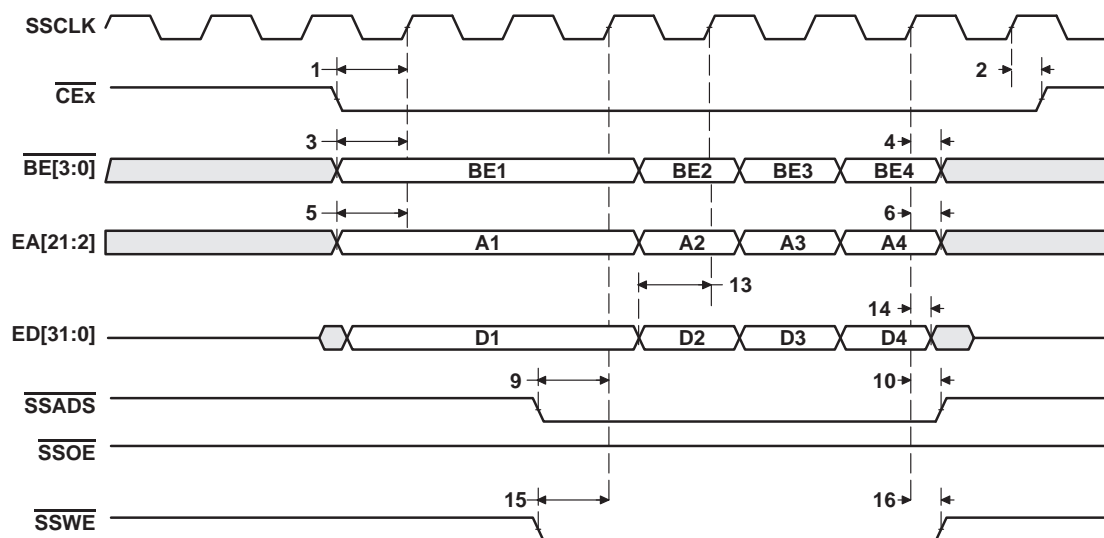 SSCLK
1
2
CEx
3
4
BE[3:0]
BE1
BE2
BE3
BE4
5
6
EA[21:2]
A1
A2
A3
A4
13
14
ED[31:0]
D1
D2
D3
D4
9
10
SSADS
SSOE
15
16
SSWE